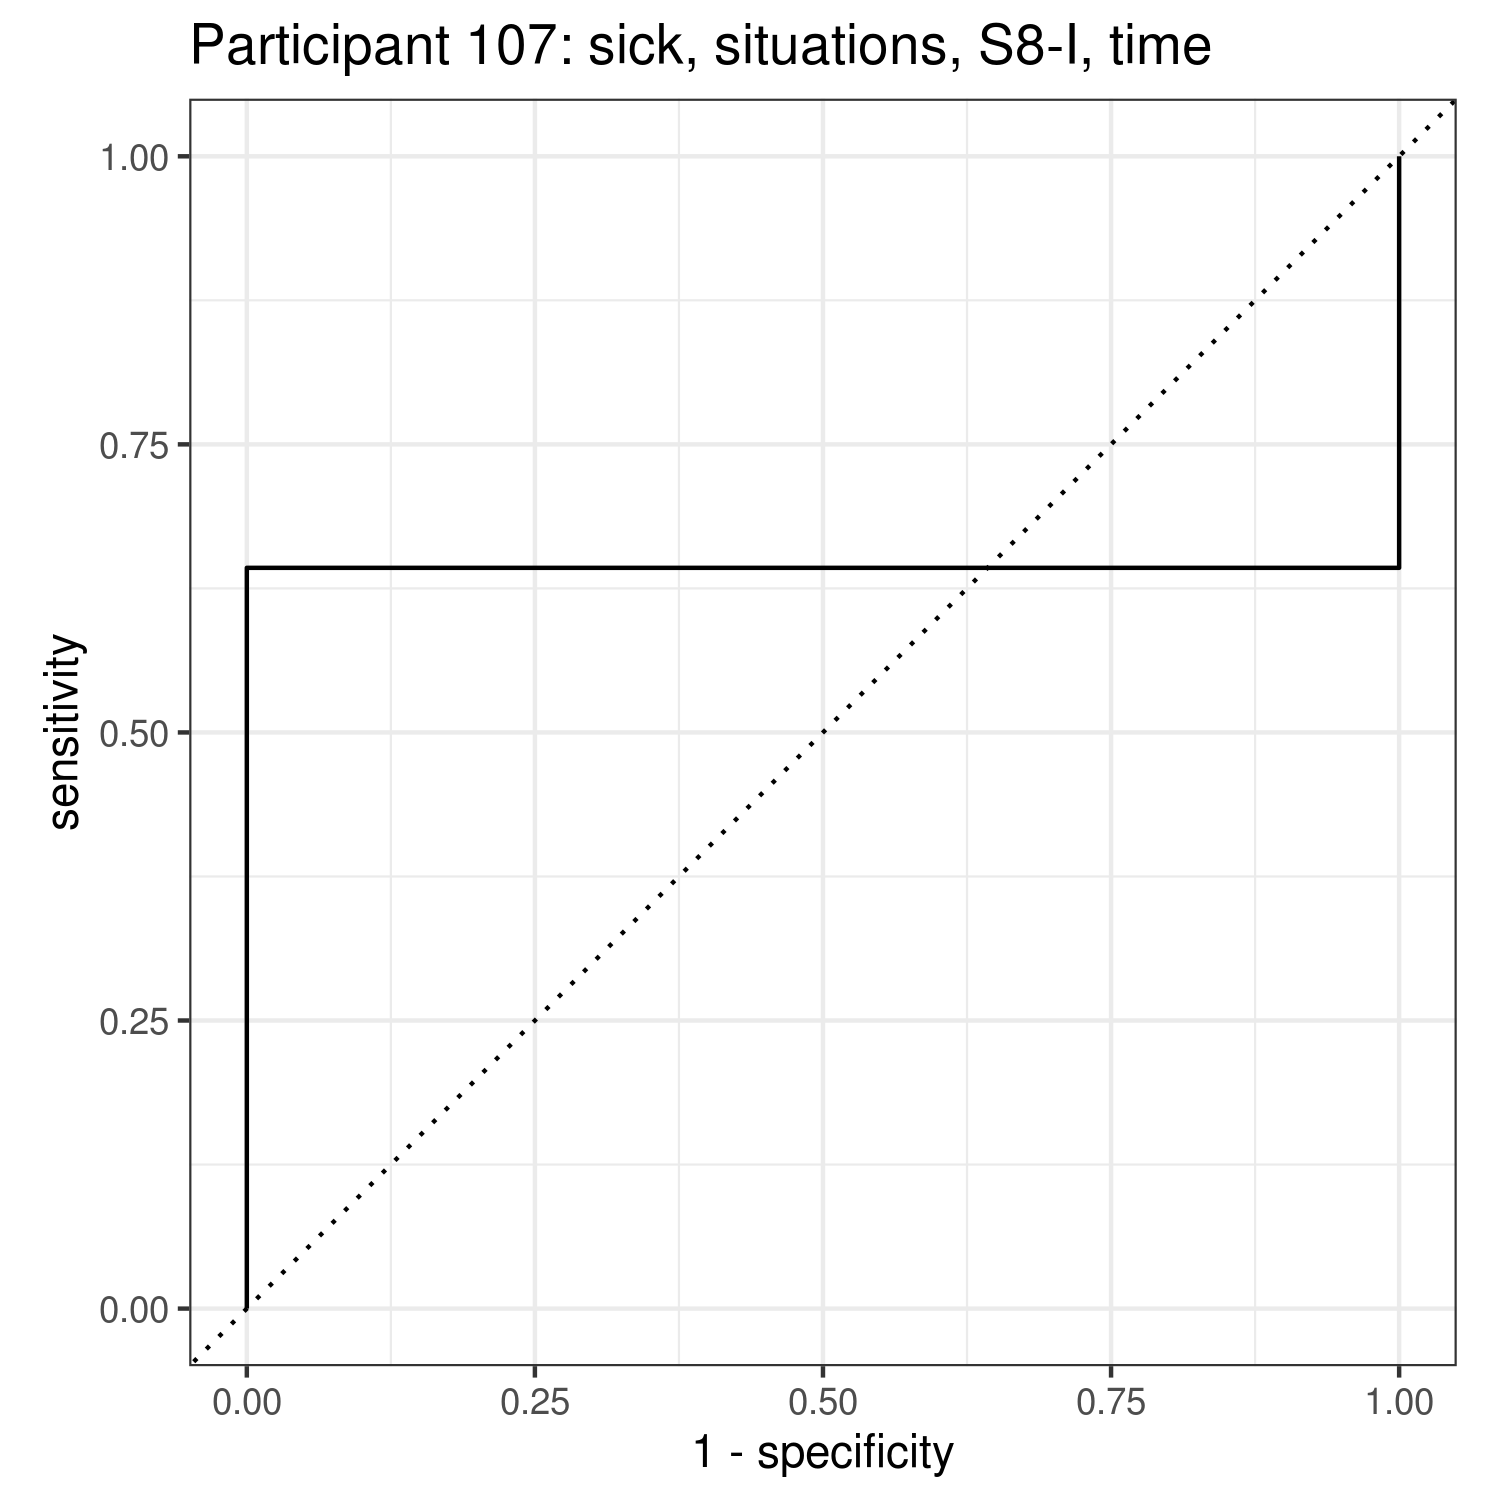 Participant 107: sick, situations, S8-I, time
1.00
0.75
0.50
0.25
0.00
sensitivity
0.00 0.25 0.50 0.75 1.00
1 - specificity